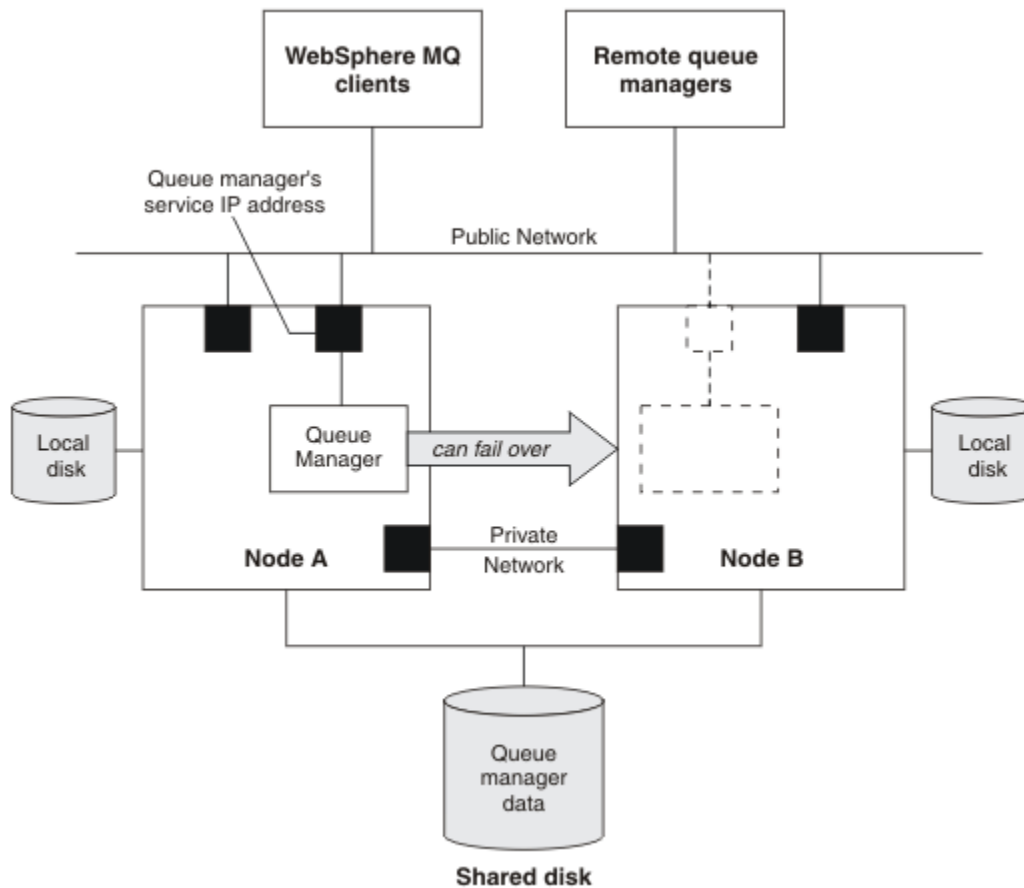 WebSphere MQ
clients
Remote queue
managers
Queue manager's
service IP address
Public Network
Local
disk
Queue
Manager
can fail over
Local
disk
Node A
Private
Network
Node B
Queue
manager
data
Shared disk